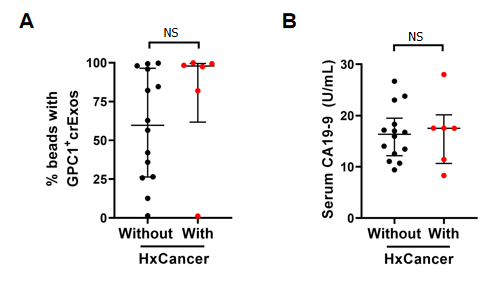 A
NS
% beads with
GPC1⁺crExos
100
75
50
25
0
Without With
HxCancer
B
NS
Serum CA19-9 (U/mL)
30
20
10
0
Without With
HxCancer